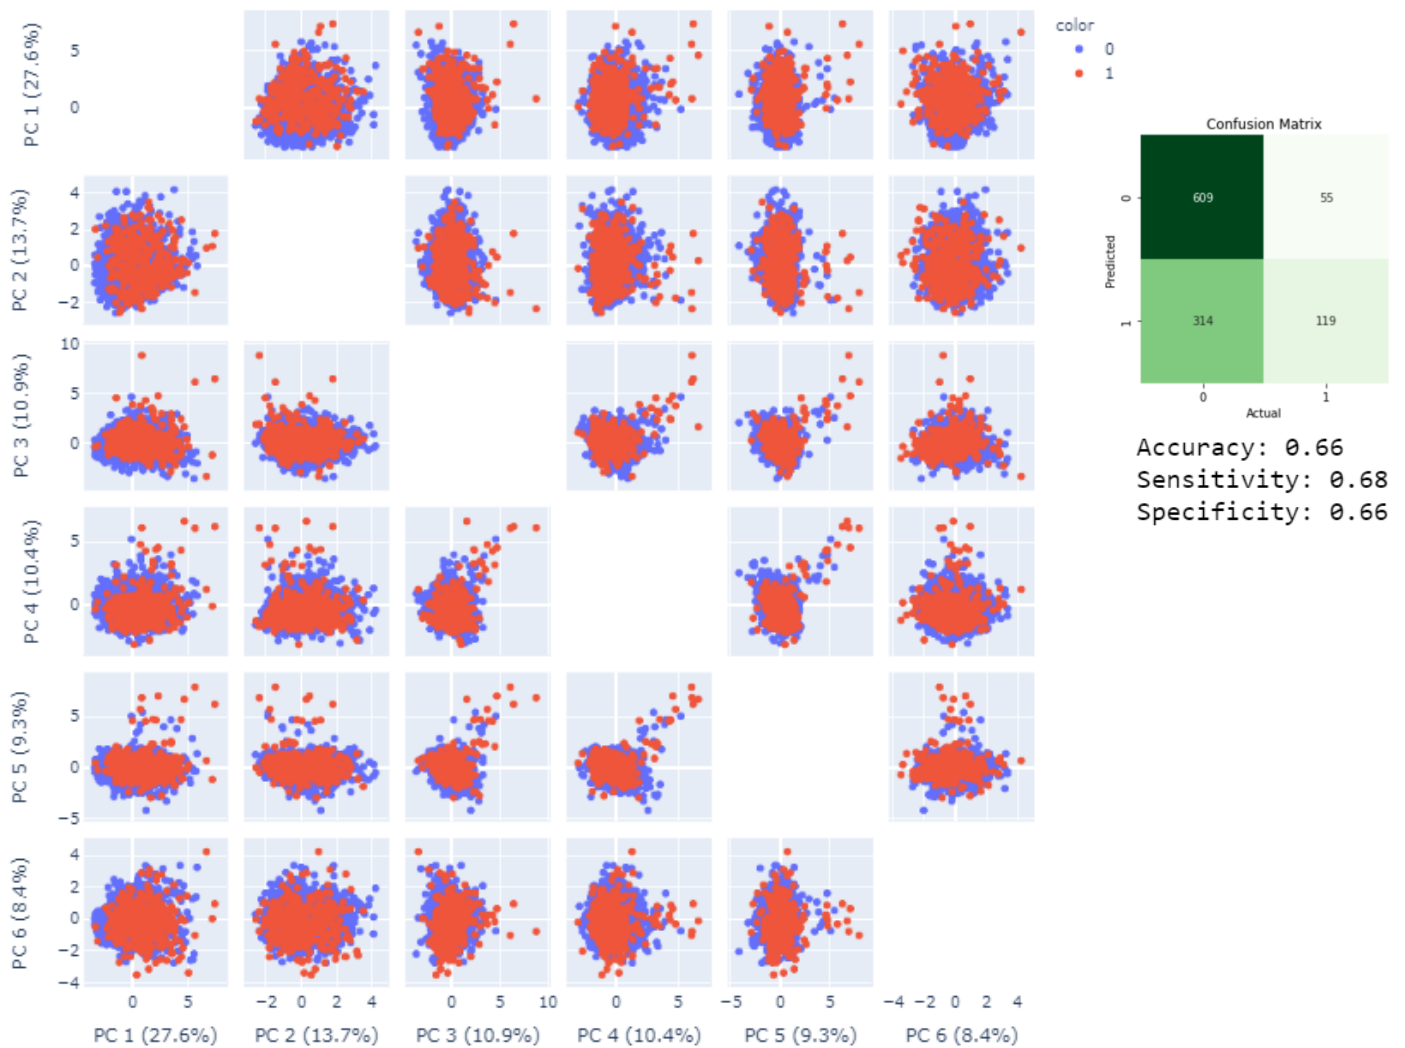 PC 1 (27.6%)
5
0
color
0
1
PC 2 (13.7%)
4
2
0
−2
PC 3 (10.9%)
10
5
0
PC 4 (10.4%)
5
0
PC 5 (9.3%)
5
0
−5
PC 6 (8.4%)
4
2
0
−2
−4
0 5
−2 0 2 4
0 5 10
0 5
−5 0 5
−4 −2 0 2 4
PC 1 (27.6%)
PC 2 (13.7%)
PC 3 (10.9%)
PC 4 (10.4%)
PC 5 (9.3%)
PC 6 (8.4%)
Confusion Matrix
Predicted
0
609 55
1
314 119
0 1
Actual
Accuracy: 0.66
Sensitivity: 0.68
Specificity: 0.66